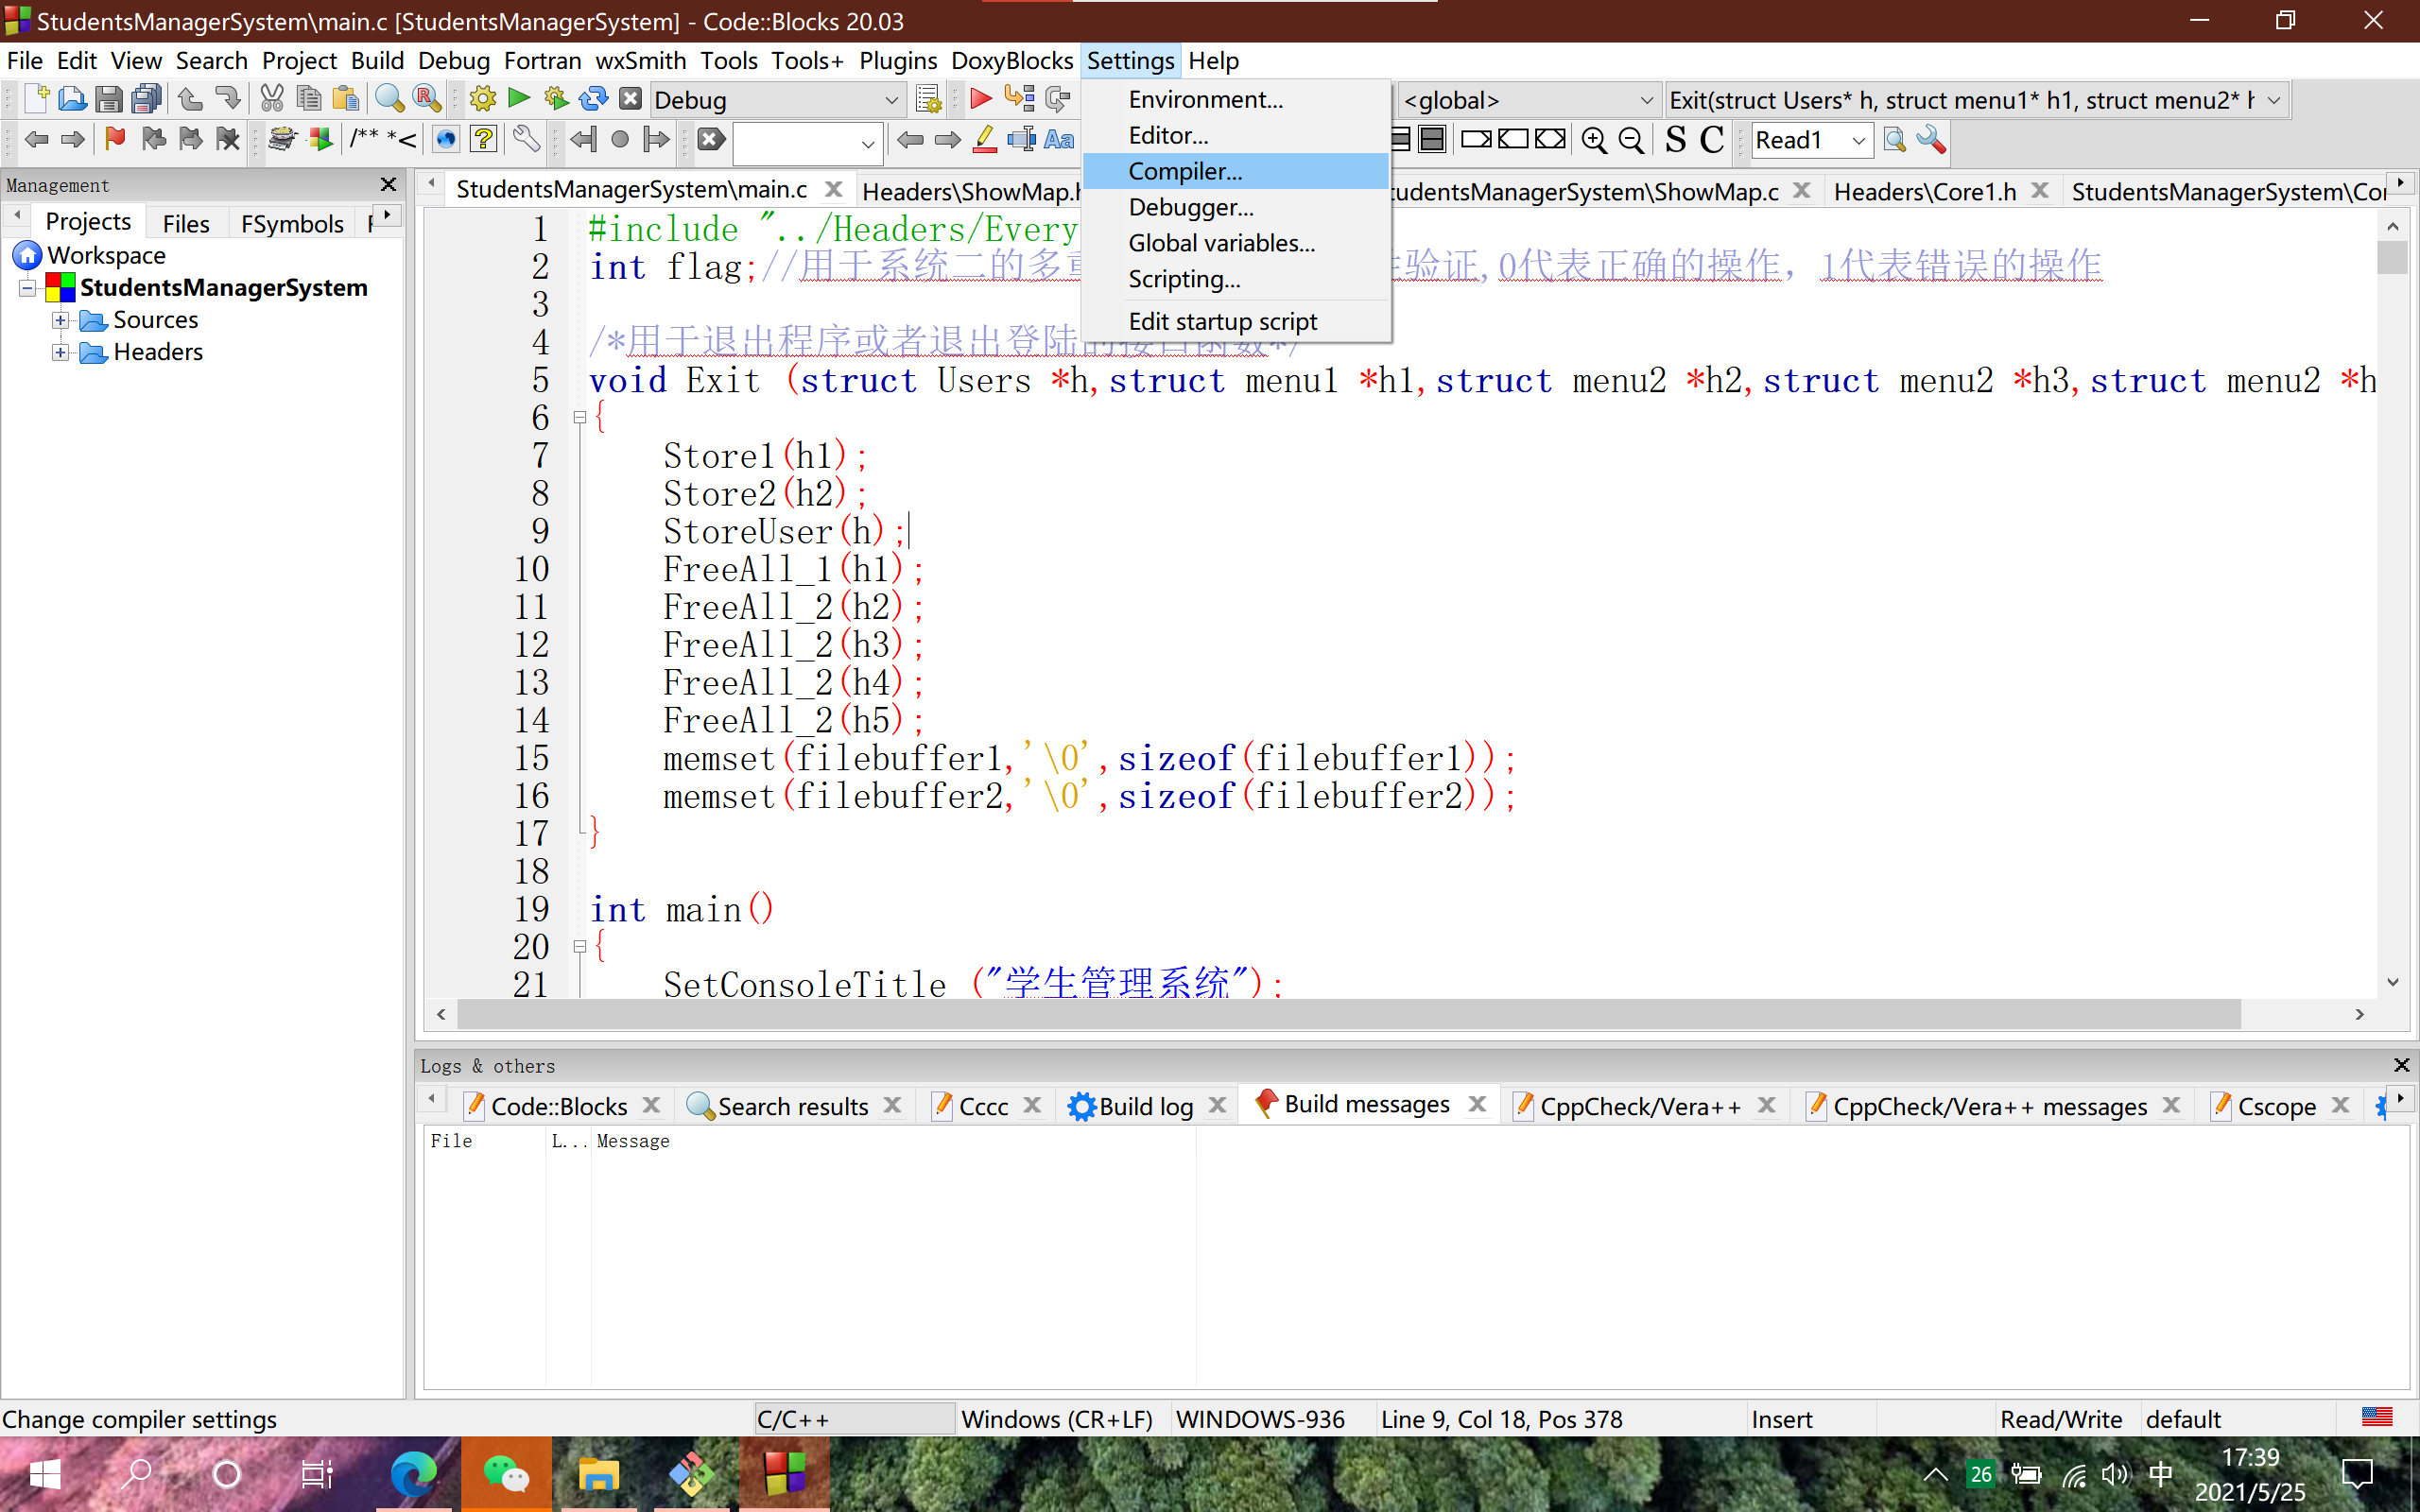 StudentsManagerSystem\main.c [StudentsManagerSystem] - Code::Blocks 20.03
File Edit View Search Project Build Debug Fortran wxSmith Tools Tools+ Plugins DoxyBlocks Settings Help
Debug
<global>
Exit(struct Users* h, struct menu1* h1, struct menu2* h
/** *<
Aa
S C
Read1
Environment...
Editor...
Compiler...
Debugger...
Global variables...
Scripting...
Edit startup script
Management
Projects Files FSymbols
Workspace
StudentsManagerSystem
Sources
Headers
StudentsManagerSystem\main.c Headers\ShowMap.h tudentsManagerSystem\ShowMap.c Headers\Core1.h StudentsManagerSystem\Cor
1 #include "../Headers/Every
2 int flag;//用于系统二的多重 验证,0代表正确的操作，1代表错误的操作
3
4 /*用于退出程序或者退出登陆的接口函数*/
5 void Exit (struct Users *h,struct menu1 *h1,struct menu2 *h2,struct menu2 *h3,struct menu2 *h
6 {
7 Store1(h1);
8 Store2(h2);
9 StoreUser(h);
10 FreeAll_1(h1);
11 FreeAll_2(h2);
12 FreeAll_2(h3);
13 FreeAll_2(h4);
14 FreeAll_2(h5);
15 memset(filebuffer1,'\0',sizeof(filebuffer1));
16 memset(filebuffer2,'\0',sizeof(filebuffer2));
17 }
18
19 int main()
20 {
21 SetConsoleTitle ("学生管理系统");
Logs & others
Code::Blocks Search results Cccc Build log Build messages CppCheck/Vera++ CppCheck/Vera++ messages Cscope
File L... Message
Change compiler settings C/C++ Windows (CR+LF) WINDOWS-936 Line 9, Col 18, Pos 378 Insert Read/Write default
26 中 17:39
2021/5/25